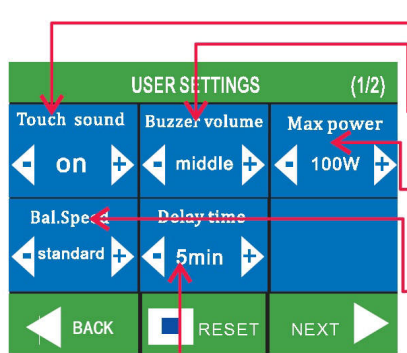 USER SETTINGS (1/2)
Touch sound Buzzer volume Max power
- on + - middle + - 100W +
Bal.Speed Delay time
- standard + - 5min +
BACK RESET NEXT